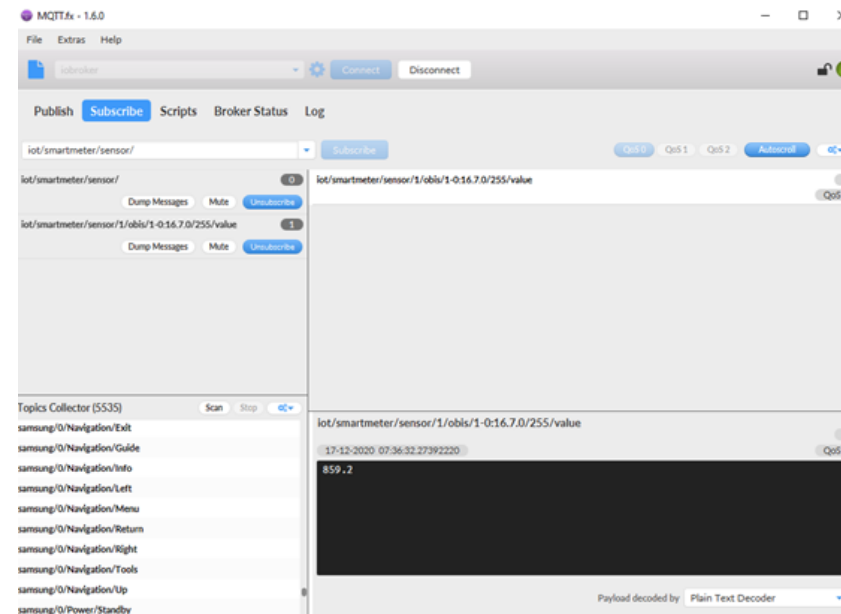 MQTT.fx - 1.6.0
File Extras Help
iobroker Connect Disconnect
Publish Subscribe Scripts Broker Status Log
iot/smartmeter/sensor/ Subscribe QoS 0 QoS 1 QoS 2 Autoscroll
iot/smartmeter/sensor/ 0
Dump Messages Mute Unsubscribe
iot/smartmeter/sensor/1/obis/1-0:16.7.0/255/value 1
Dump Messages Mute Unsubscribe
iot/smartmeter/sensor/1/obis/1-0:16.7.0/255/value
QoS
Topics Collector (5535) Scan Stop
samsung/0/Navigation/Exit
samsung/0/Navigation/Guide
samsung/0/Navigation/Info
samsung/0/Navigation/Left
samsung/0/Navigation/Menu
samsung/0/Navigation/Return
samsung/0/Navigation/Right
samsung/0/Navigation/Tools
samsung/0/Navigation/Up
samsung/0/Power/Standby
iot/smartmeter/sensor/1/obis/1-0:16.7.0/255/value
17-12-2020 07:36:32.27392220 QoS
859.2
Payload decoded by Plain Text Decoder